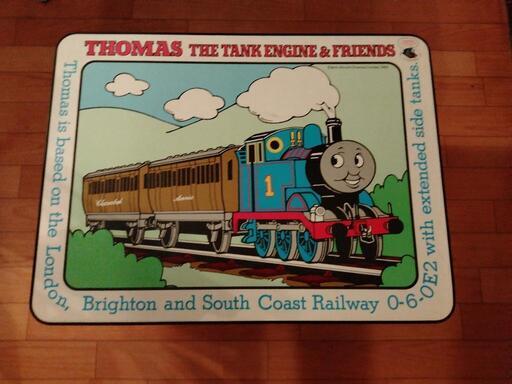 THOMAS THE TANK ENGINE & FRIENDS
1
Thomas is based on the London,
Brighton and South Coast Railway 0-6-0E2 with extended side tanks.